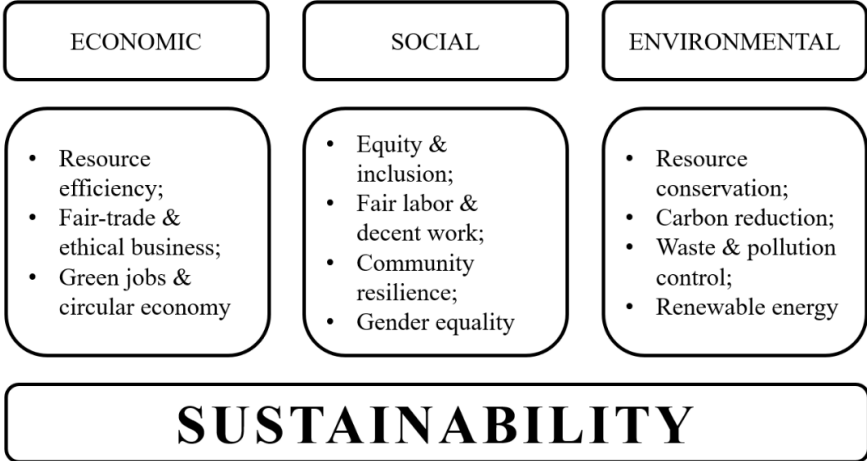 ECONOMIC
SOCIAL
ENVIRONMENTAL
• Resource
efficiency;
• Fair-trade &
ethical business;
• Green jobs &
circular economy
• Equity &
inclusion;
• Fair labor &
decent work;
• Community
resilience;
• Gender equality
• Resource
conservation;
• Carbon reduction;
• Waste & pollution
control;
• Renewable energy
SUSTAINABILITY